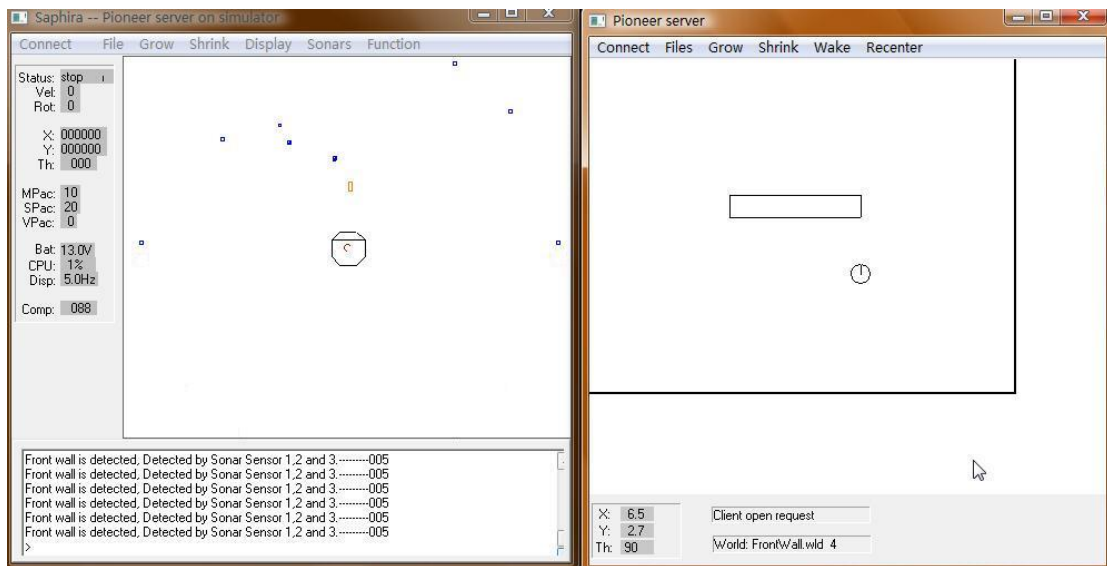 Saphira -- Pioneer server on simulator
Connect File Grow Shrink Display Sonars Function
Status: stop
Vel: 0
Rot: 0
X: 000000
Y: 000000
Th: 000
MPac: 10
SPac: 20
VPac: 0
Bat: 13.0V
CPU: 1%
Disp: 5.0Hz
Comp: 088
Front wall is detected, Detected by Sonar Sensor 1,2 and 3.--------005
Front wall is detected, Detected by Sonar Sensor 1,2 and 3.--------005
Front wall is detected, Detected by Sonar Sensor 1,2 and 3.--------005
Front wall is detected, Detected by Sonar Sensor 1,2 and 3.--------005
Front wall is detected, Detected by Sonar Sensor 1,2 and 3.--------005
Front wall is detected, Detected by Sonar Sensor 1,2 and 3.--------005
>
Pioneer server
Connect Files Grow Shrink Wake Recenter
X: 6.5
Y: 2.7
Th: 90
Client open request
World: FrontWall.wld 4